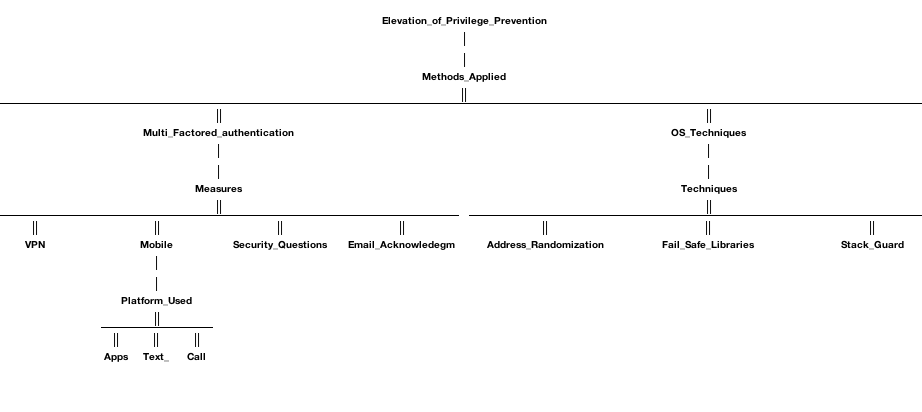 Elevation_of_Privilege_Prevention
Methods_Applied
Multi_Factored_authentication OS_Techniques
Measures Techniques
VPN Mobile Security_Questions Email_Acknowledegm Address_Randomization Fail_Safe_Libraries Stack_Guard
Platform_Used
Apps Text_ Call